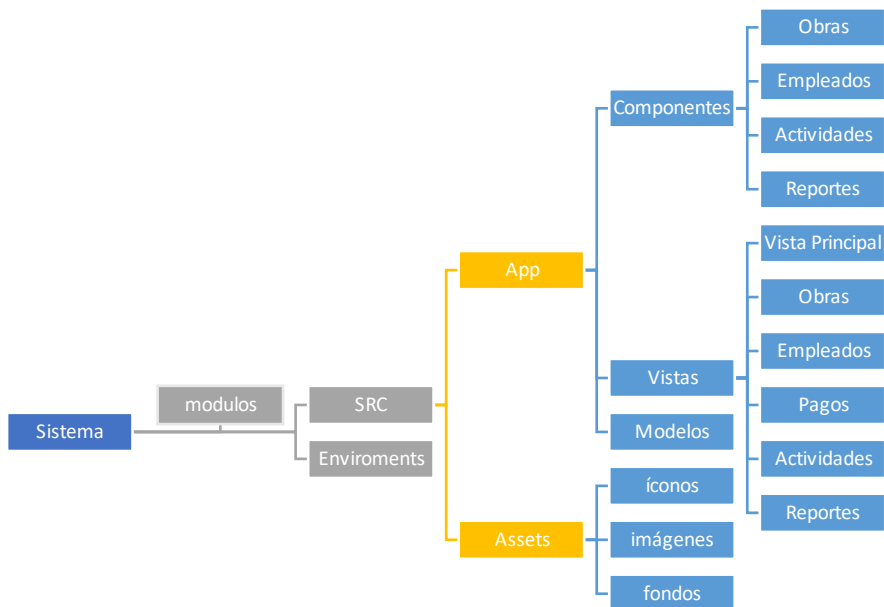 Sistema
modulos
SRC
Enviroments
App
Componentes
Obras
Empleados
Actividades
Reportes
Vistas
Vista Principal
Obras
Empleados
Pagos
Actividades
Reportes
Modelos
Assets
íconos
imágenes
fondos